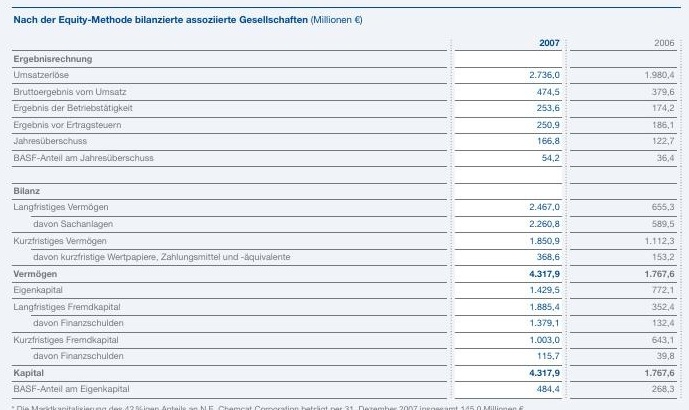 Nach der Equity-Methode bilanzierte assoziierte Gesellschaften (Millionen €)
2007 2006
Ergebnisrechnung
Umsatzerlöse 2.736,0 1.980,4
Bruttoergebnis vom Umsatz 474,5 379,6
Ergebnis der Betriebstätigkeit 253,6 174,2
Ergebnis vor Ertragsteuern 250,9 186,1
Jahresüberschuss 166,8 122,7
BASF-Anteil am Jahresüberschuss 54,2 36,4
Bilanz
Langfristiges Vermögen 2.467,0 655,3
davon Sachanlagen 2.260,8 589,5
Kurzfristiges Vermögen 1.850,9 1.112,3
davon kurzfristige Wertpapiere, Zahlungsmittel und -äquivalente 368,6 153,2
Vermögen 4.317,9 1.767,6
Eigenkapital 1.429,5 772,1
Langfristiges Fremdkapital 1.885,4 352,4
davon Finanzschulden 1.379,1 132,4
Kurzfristiges Fremdkapital 1.003,0 643,1
davon Finanzschulden 115,7 39,8
Kapital 4.317,9 1.767,6
BASF-Anteil am Eigenkapital 484,4 268,3
* Die Marktkapitalisierung des 42%igen Anteils an N.E. Chemcat Corporation beträgt per 31. Dezember 2007 insgesamt 145,0 Millionen €